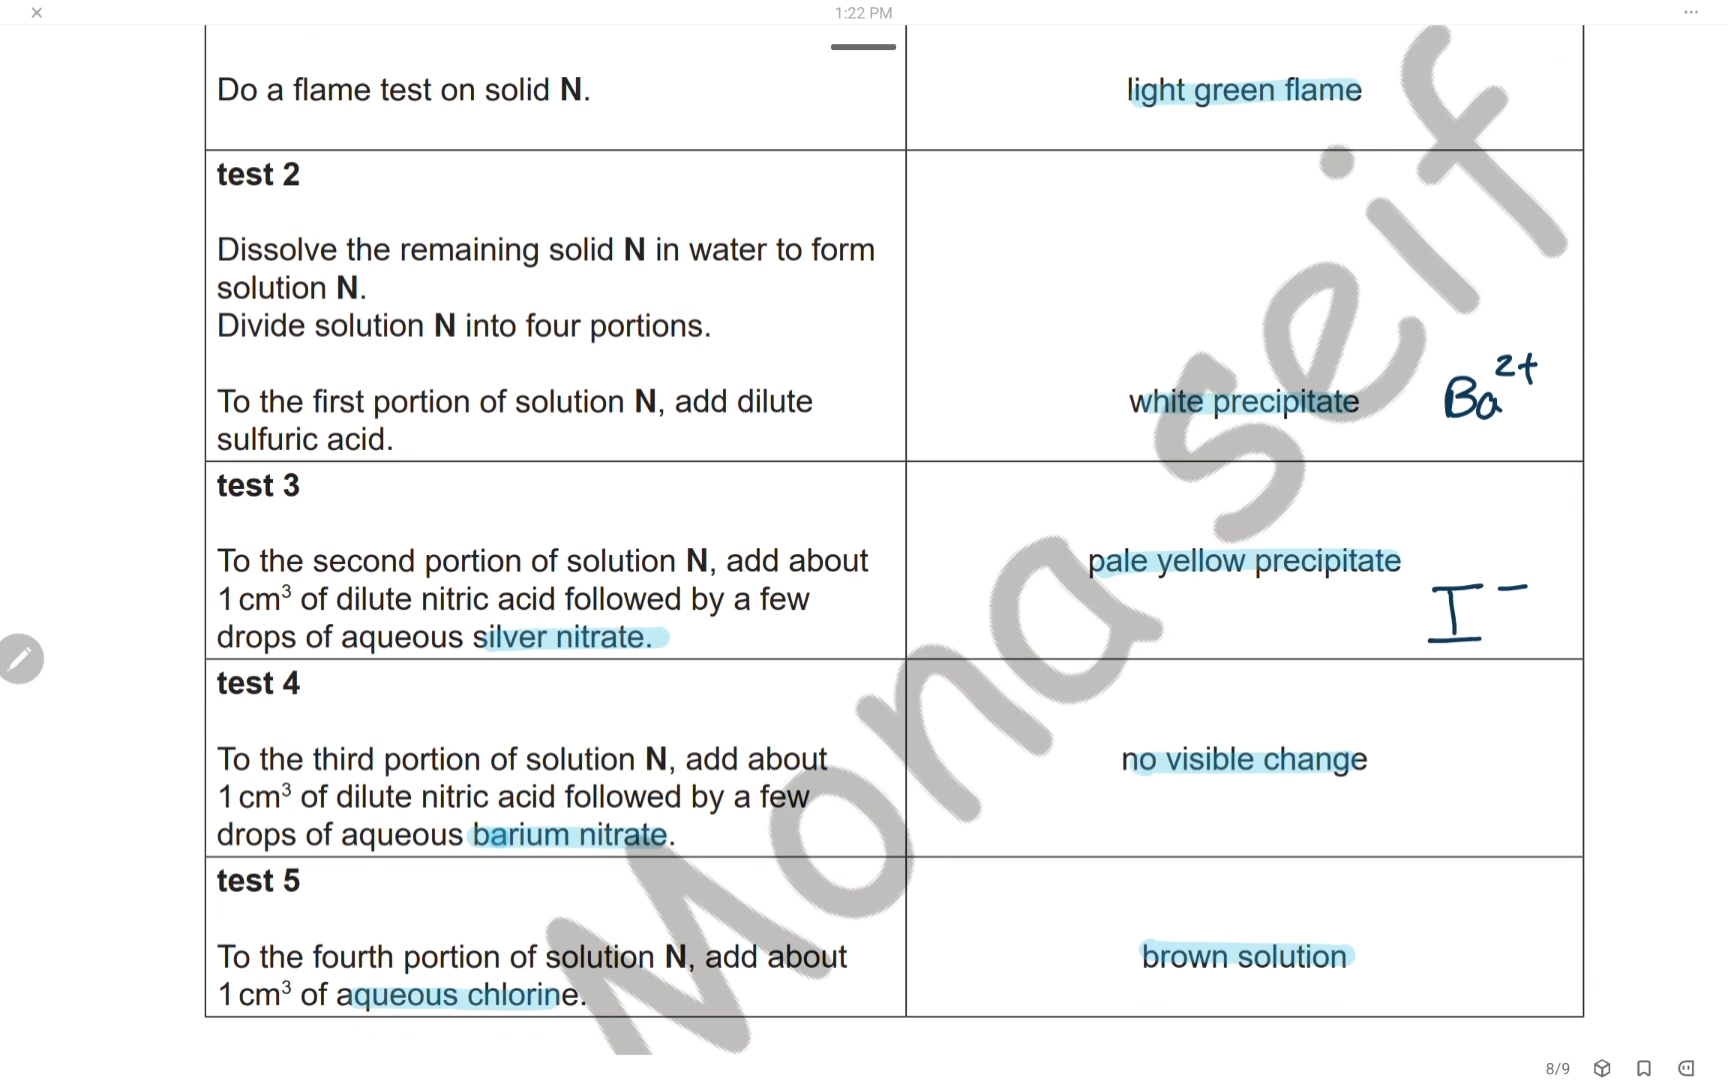 1:22 PM
Do a flame test on solid N.
light green flame
test 2
Dissolve the remaining solid N in water to form
solution N.
Divide solution N into four portions.
To the first portion of solution N, add dilute
sulfuric acid.
white precipitate
Ba²⁺
test 3
To the second portion of solution N, add about
1 cm³ of dilute nitric acid followed by a few
drops of aqueous silver nitrate.
pale yellow precipitate
I⁻
test 4
To the third portion of solution N, add about
1 cm³ of dilute nitric acid followed by a few
drops of aqueous barium nitrate.
no visible change
test 5
To the fourth portion of solution N, add about
1 cm³ of aqueous chlorine.
brown solution
Mona seif
8/9